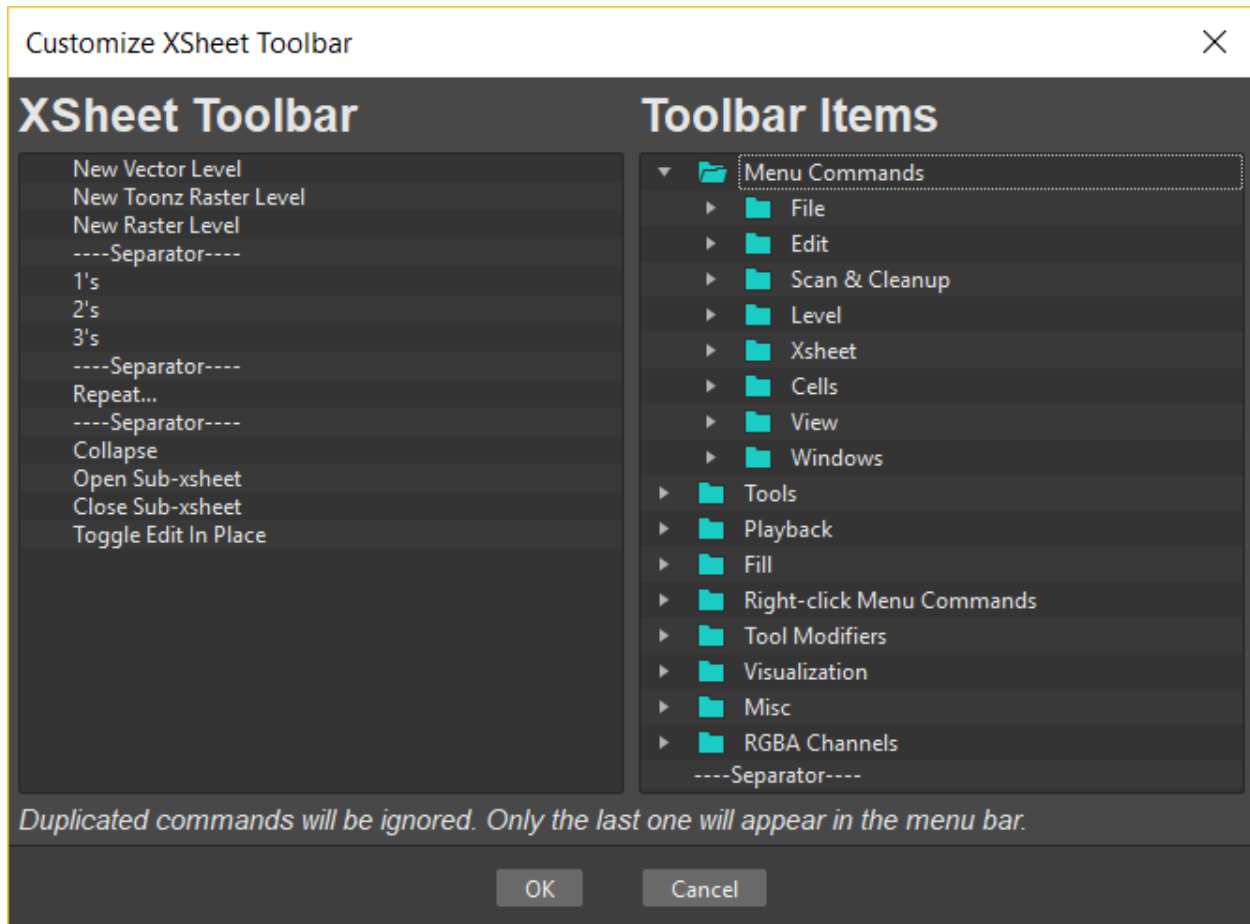 Customize XSheet Toolbar
XSheet Toolbar
New Vector Level
New Toonz Raster Level
New Raster Level
----Separator----
1's
2's
3's
----Separator----
Repeat...
----Separator----
Collapse
Open Sub-xsheet
Close Sub-xsheet
Toggle Edit In Place
Toolbar Items
Menu Commands
File
Edit
Scan & Cleanup
Level
Xsheet
Cells
View
Windows
Tools
Playback
Fill
Right-click Menu Commands
Tool Modifiers
Visualization
Misc
RGBA Channels
----Separator----
Duplicated commands will be ignored. Only the last one will appear in the menu bar.
OK
Cancel